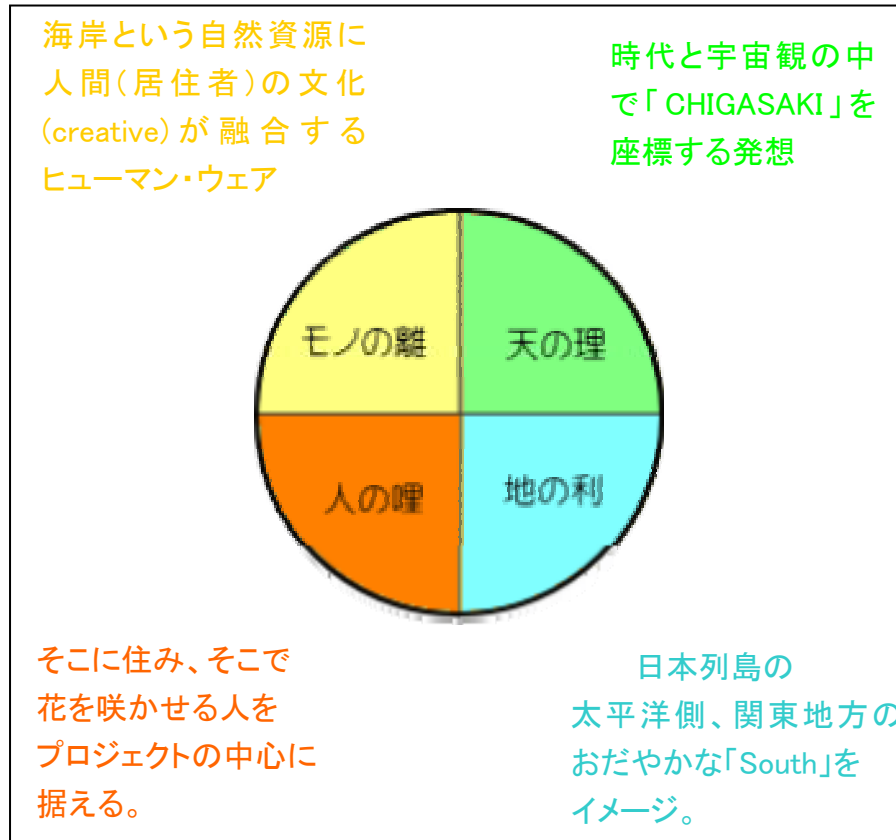 海岸という自然資源に
人間(居住者)の文化
(creative)が融合する
ヒューマン・ウェア
時代と宇宙観の中
で「CHIGASAKI」を
座標する発想
モノの離
天の理
人の哩
地の利
そこに住み、そこで
花を咲かせる人を
プロジェクトの中心に
据える。
日本列島の
太平洋側、関東地方の
おだやかな「South」を
イメージ。